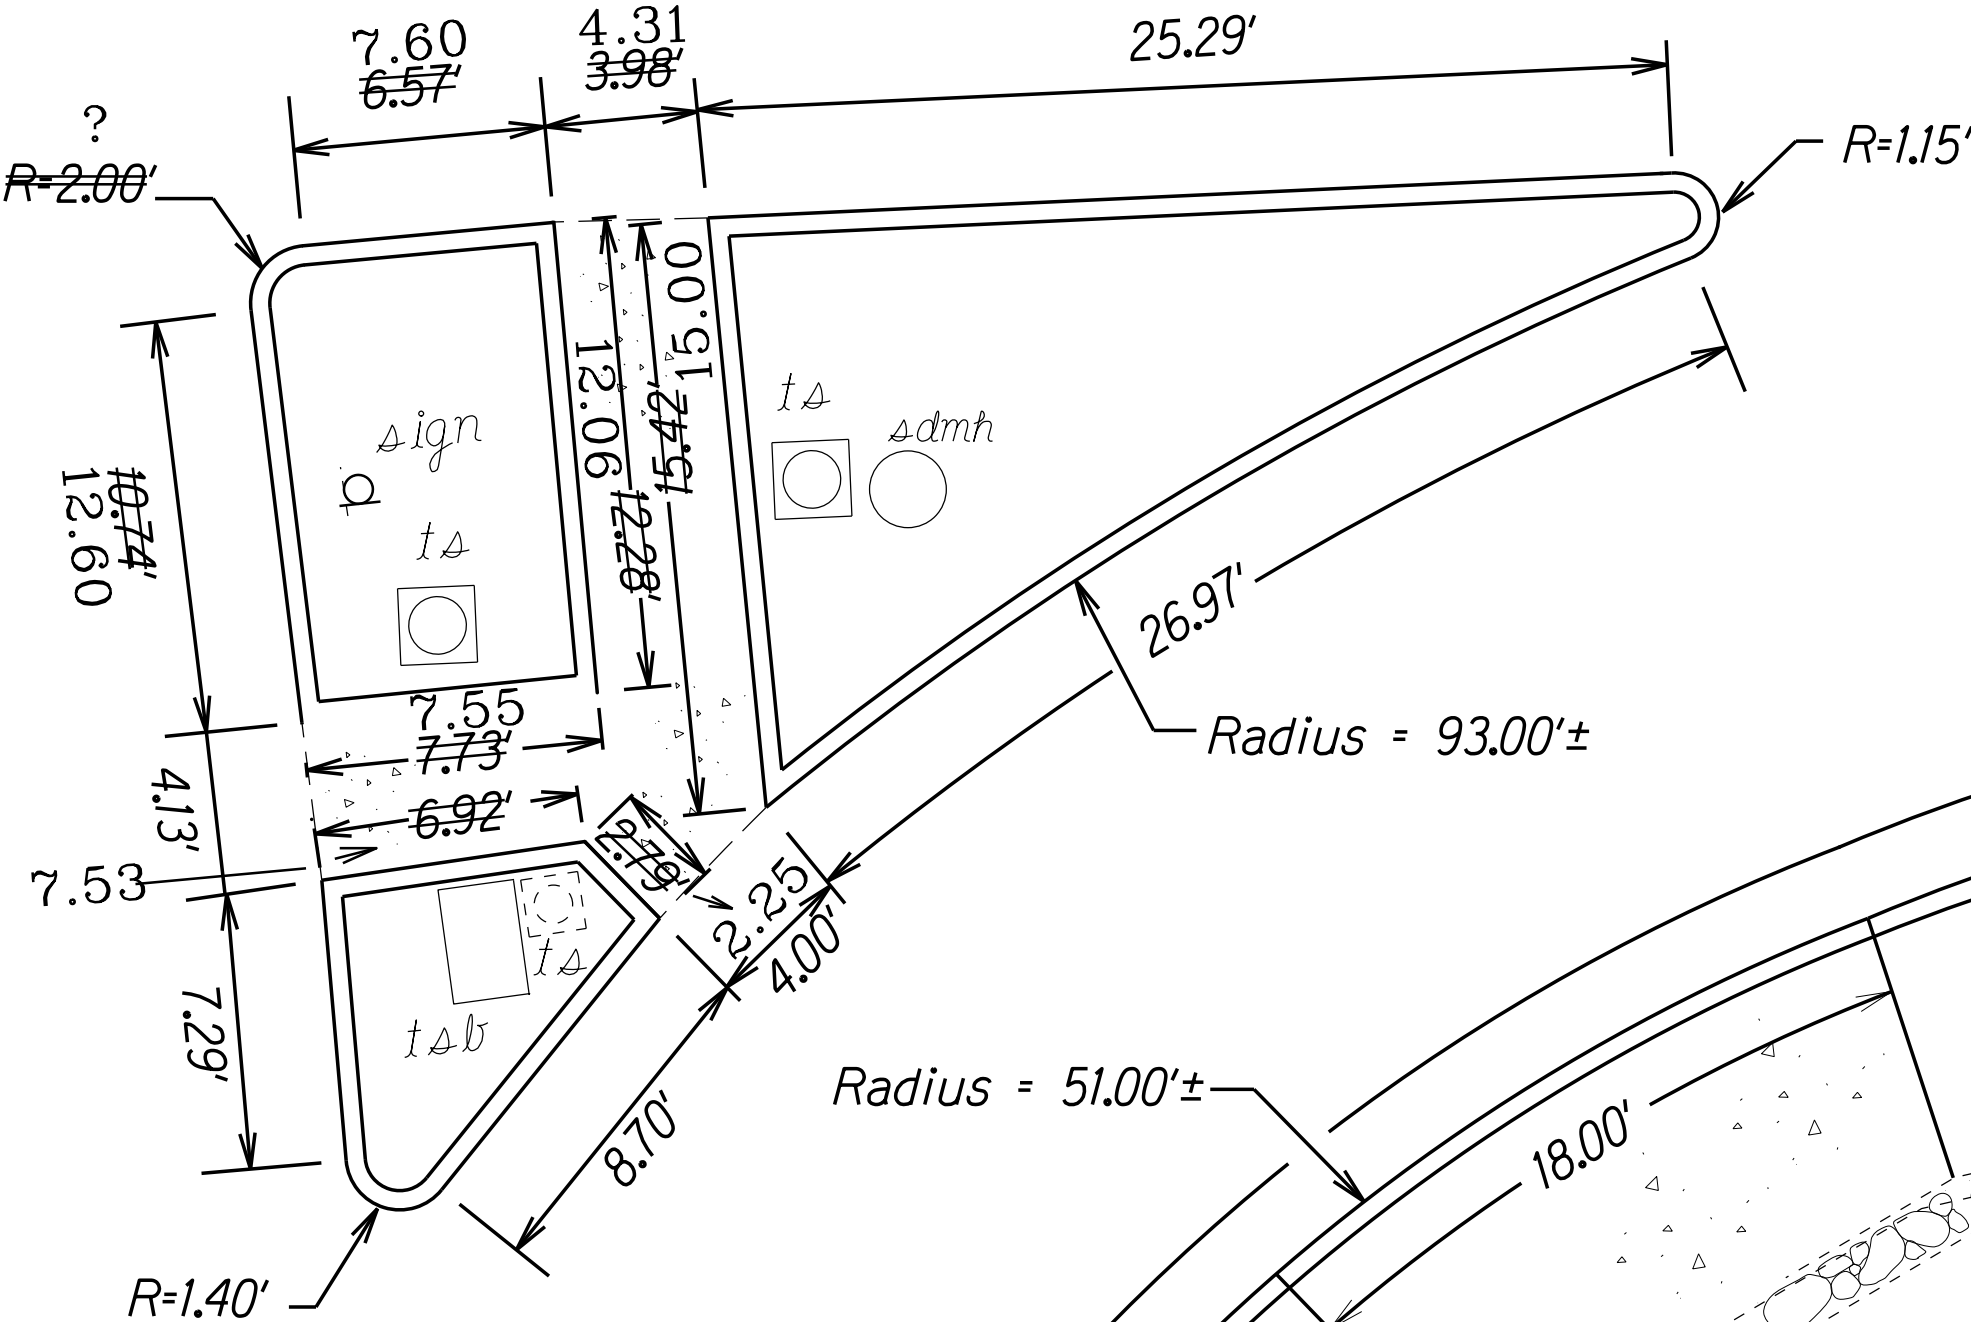 7.60
6.57'
4.31
3.98'
25.29'
?
R=2.00'
R=1.15'
15.00
12.06
15.42'
12.28'
ts
sdmh
sign
ts
10.74'
12.60
26.97'
7.55
7.73'
Radius = 93.00'±
4.13'
6.92'
2.79'
7.53
2.25
4.00'
ts
tsb
7.29'
8.70'
Radius = 51.00'±
18.00'
R=1.40'